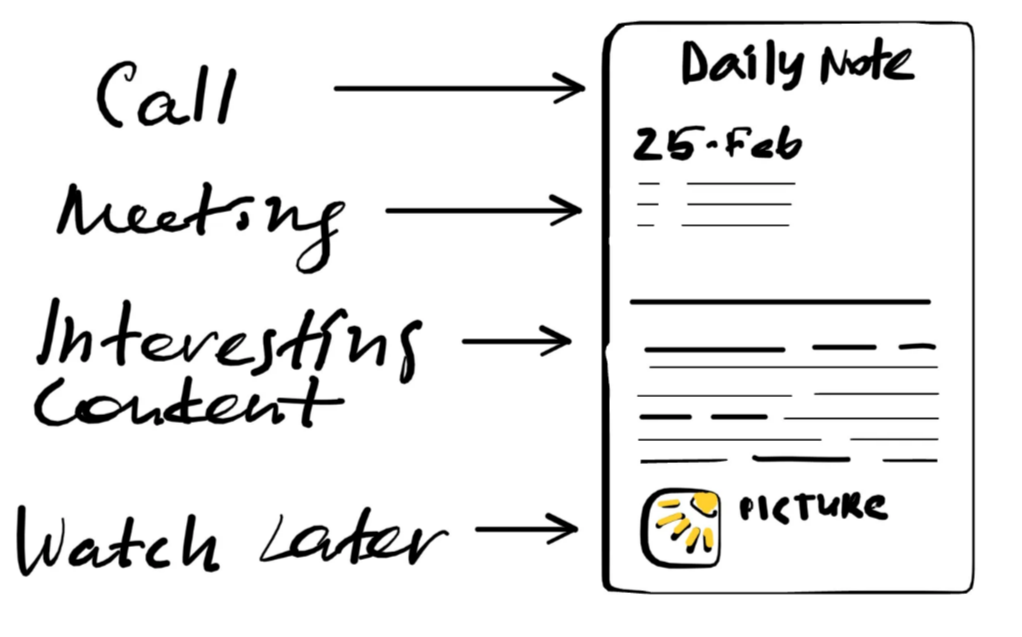 Call
Meeting
Interesting
Content
Watch Later
Daily Note
25-Feb
PICTURE